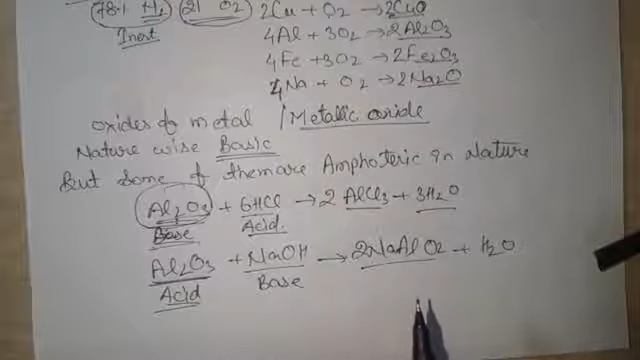 78% N₂ 21% O₂ 2Cu + O₂ → 2CuO
Inert 4Al + 3O₂ → 2Al₂O₃
4Fe + 3O₂ → 2Fe₂O₃
4Na + O₂ → 2Na₂O
oxides of metal / Metallic oxide
Nature wise Basic
But some of them are Amphoteric in Nature
Al₂O₃ + 6HCl → 2 AlCl₃ + 3H₂O
Base Acid.
Al₂O₃ + NaOH → 2NaAlO₂ + H₂O
Acid Base